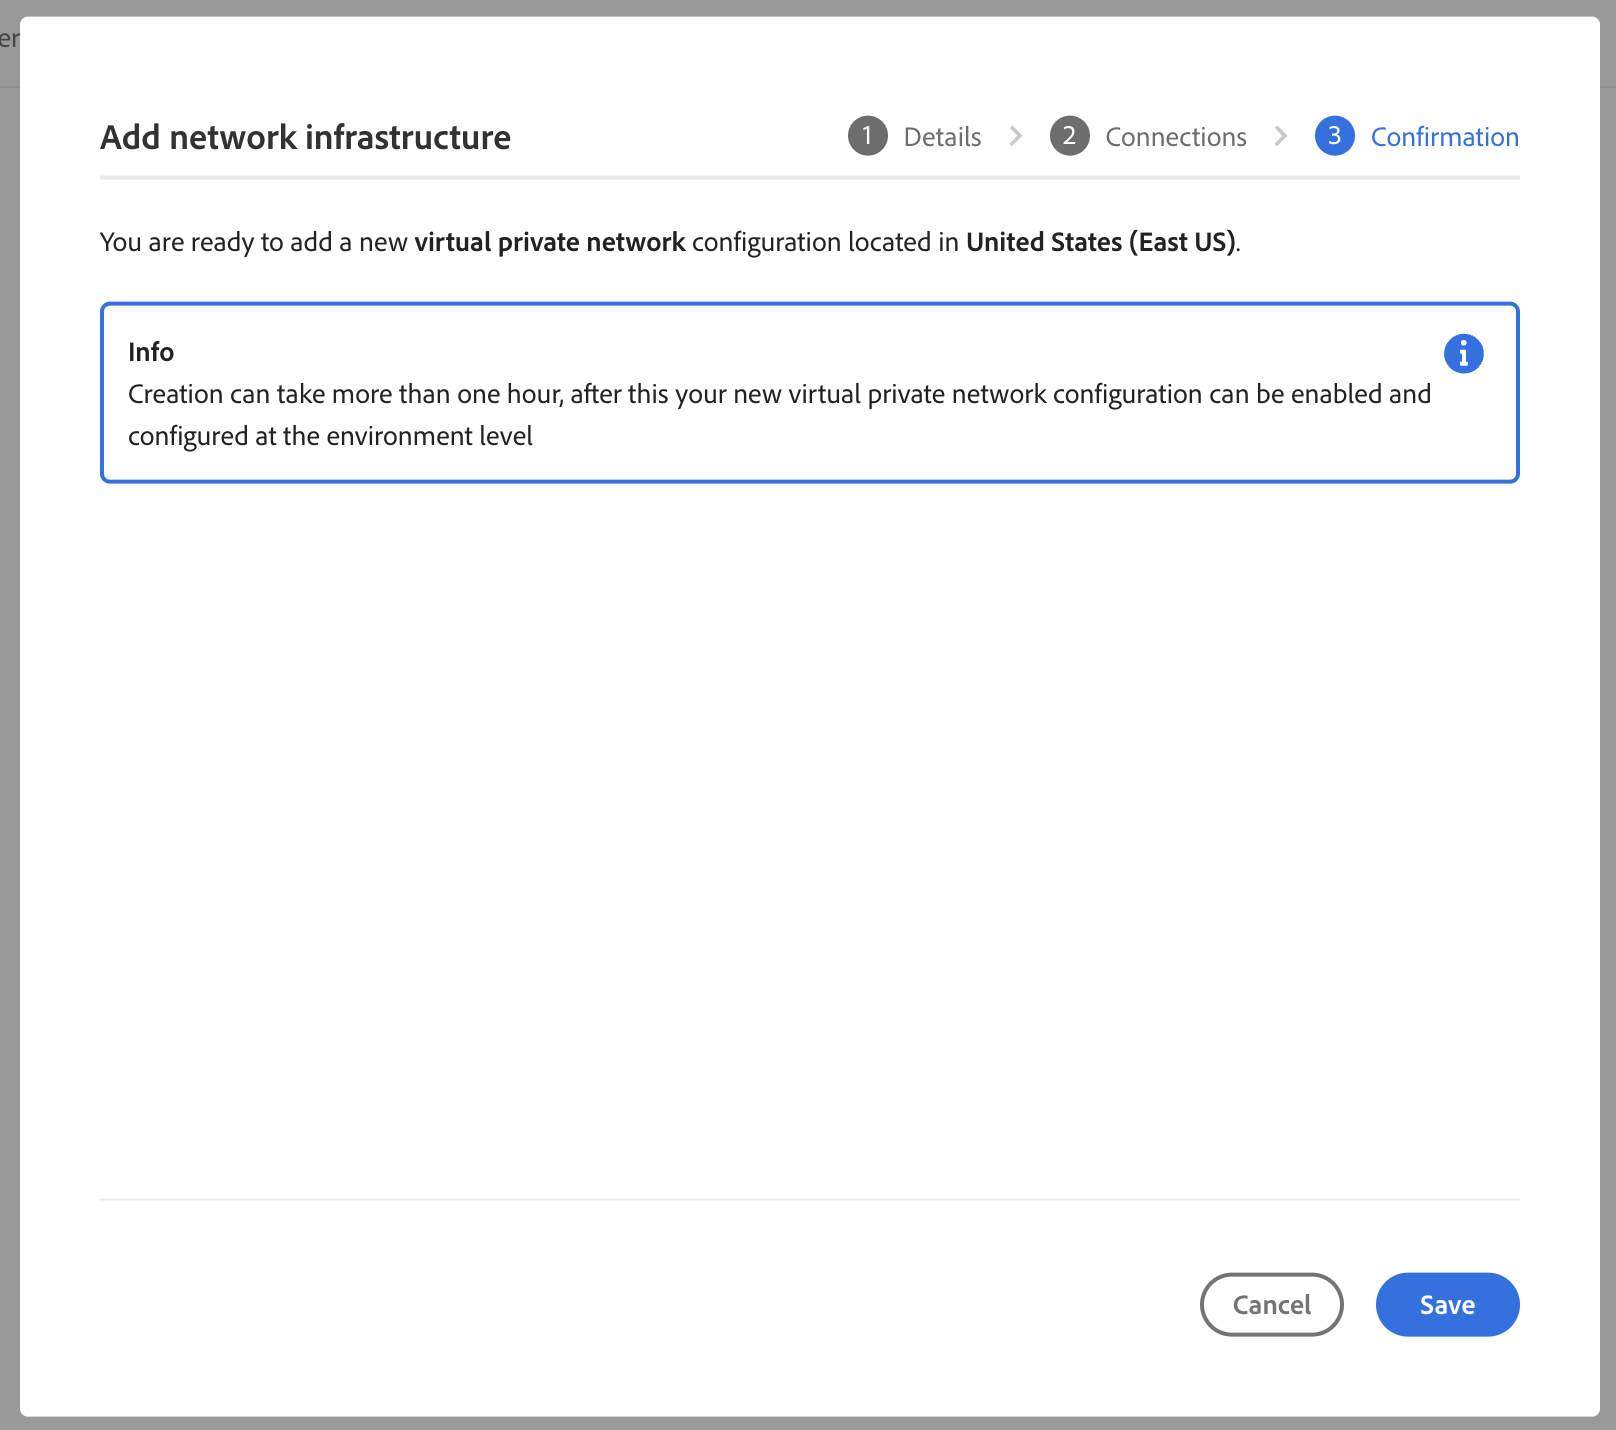 Add network infrastructure
1 Details > 2 Connections > 3 Confirmation
You are ready to add a new virtual private network configuration located in United States (East US).
Info
Creation can take more than one hour, after this your new virtual private network configuration can be enabled and
configured at the environment level
Cancel
Save